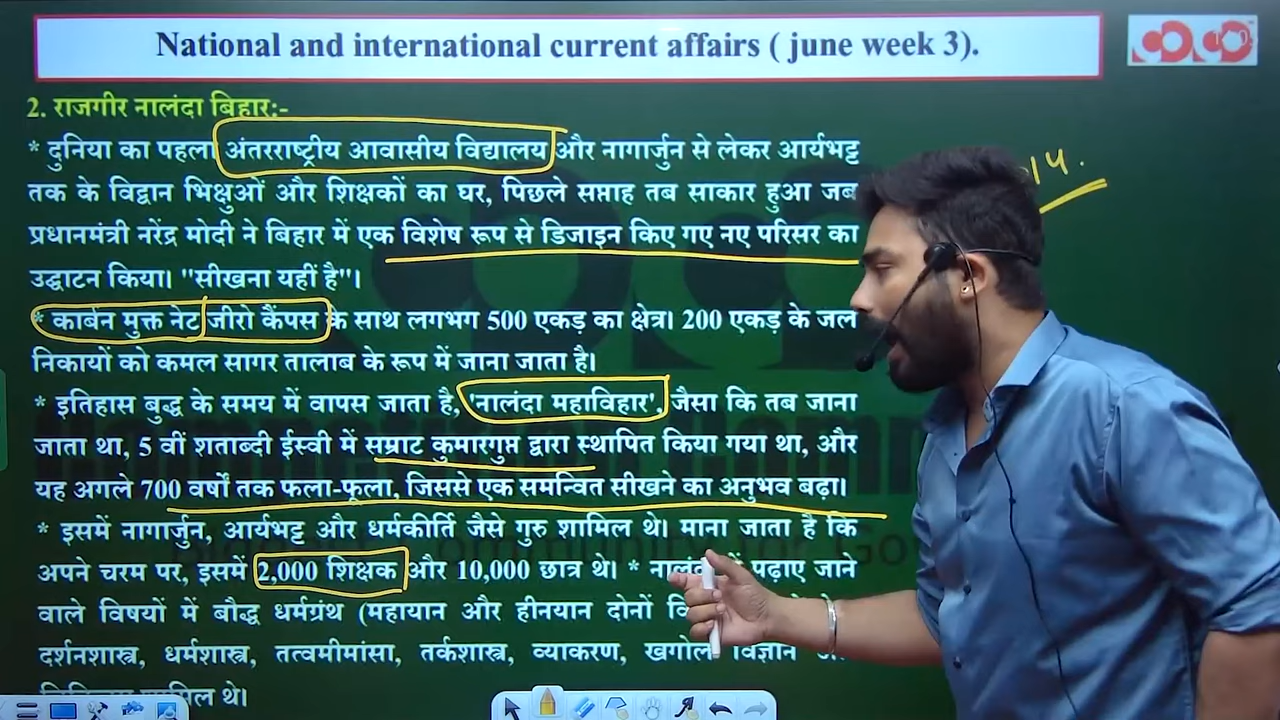 National and international current affairs ( june week 3).
2. राजगीर नालंदा बिहार:-
* दुनिया का पहला अंतरराष्ट्रीय आवासीय विद्यालय और नागार्जुन से लेकर आर्यभट्ट
तक के विद्वान भिक्षुओं और शिक्षकों का घर, पिछले सप्ताह तब साकार हुआ जब
प्रधानमंत्री नरेंद्र मोदी ने बिहार में एक विशेष रूप से डिजाइन किए गए नए परिसर का
उद्घाटन किया। "सीखना यहीं है"।
* कार्बन मुक्त नेट जीरो कैंपस के साथ लगभग 500 एकड़ का क्षेत्र। 200 एकड़ के जल
निकायों को कमल सागर तालाब के रूप में जाना जाता है।
* इतिहास बुद्ध के समय में वापस जाता है, 'नालंदा महाविहार', जैसा कि तब जाना
जाता था, 5 वीं शताब्दी ईस्वी में सम्राट कुमारगुप्त द्वारा स्थापित किया गया था, और
यह अगले 700 वर्षों तक फला-फूला, जिससे एक समन्वित सीखने का अनुभव बढ़ा।
* इसमें नागार्जुन, आर्यभट्ट और धर्मकीर्ति जैसे गुरु शामिल थे। माना जाता है कि
अपने चरम पर, इसमें 2,000 शिक्षक और 10,000 छात्र थे। * पढ़ाए जाने
वाले विषयों में बौद्ध धर्मग्रंथ (महायान और हीनयान दोनों
दर्शनशास्त्र, धर्मशास्त्र, तत्वमीमांसा, तर्कशास्त्र, व्याकरण, खगोल विज्ञान
थे।